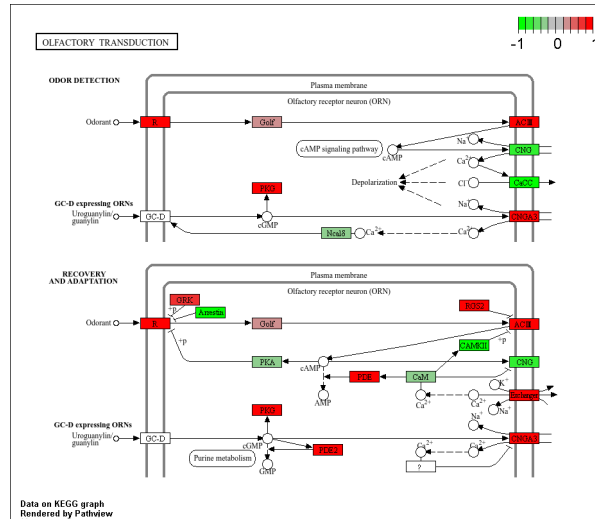 OLFACTORY TRANSDUCTION
-1 0 1
ODOR DETECTION
Plasma membrane
Olfactory receptor neuron (ORN)
Odorant R Golf ACIII
Na+
cAMP signaling pathway
cAMP
CNG
Ca2+
Depolarization
Cl-
CaCC
GC-D expressing ORNs
PKG
Na+
Uroguanylin/
guanylin
GC-D
cGMP
CNGA3
Ncal8 Ca2+ Ca2+
RECOVERY
AND ADAPTATION
Plasma membrane
Olfactory receptor neuron (ORN)
GRK
+p
Arrestin
RGS2
Odorant R Golf ACIII
+p
CAMKII
+p
PKA
cAMP
CNG
PDE
CaM
K+
AMP
Ca2+
Ca2+
Na+
Na+
GC-D expressing ORNs
PKG
Uroguanylin/
guanylin
GC-D
cGMP
CNGA3
PDE2
Purine metabolism
GMP
Ca2+
Ca2+
?
Data on KEGG graph
Rendered by Pathview